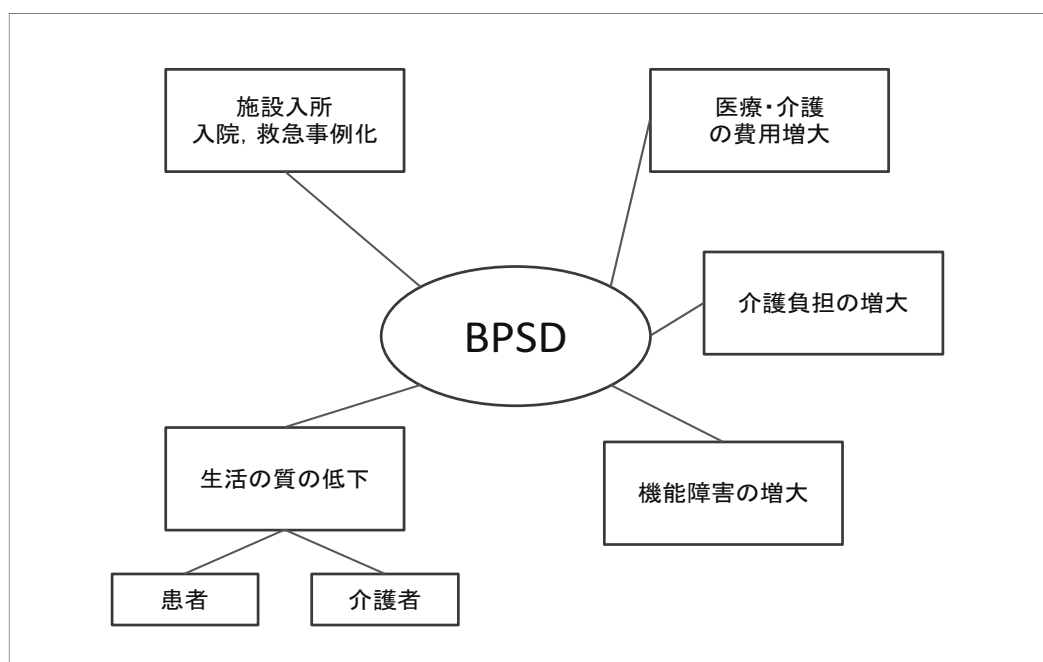 施設入所
入院，救急事例化
医療・介護
の費用増大
BPSD
介護負担の増大
生活の質の低下
機能障害の増大
患者
介護者